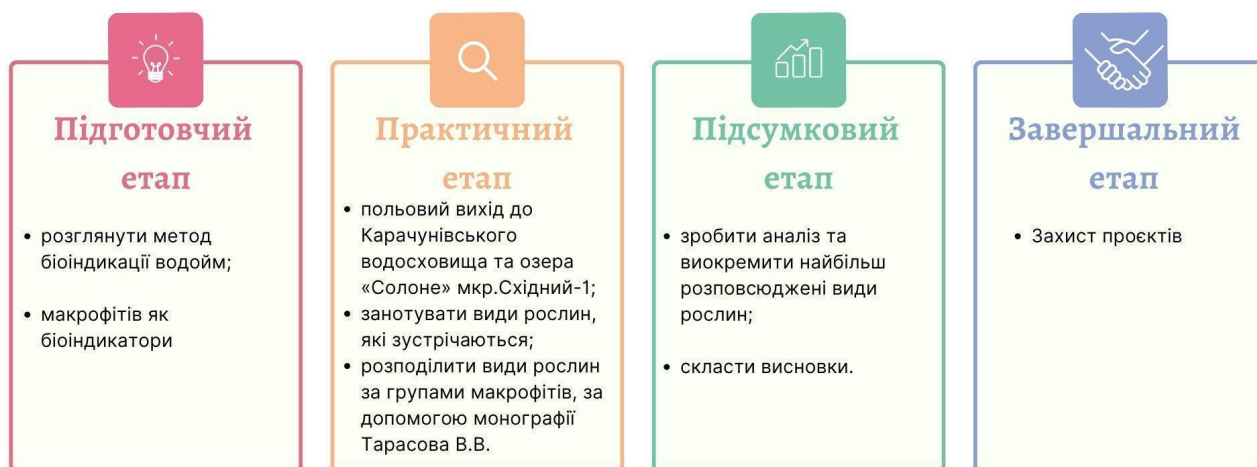 Підготовчий
етап
• розглянути метод
біоіндикації водойм;
• макрофітів як
біоіндикатори
Практичний
етап
• польовий вихід до
Карачунівського
водосховища та озера
«Солоне» мкр.Східний-1;
• занотувати види рослин,
які зустрічаються;
• розподілити види рослин
за групами макрофітів, за
допомогою монографії
Тарасова В.В.
Підсумковий
етап
• зробити аналіз та
виокремити найбільш
розповсюджені види
рослин;
• скласти висновки.
Завершальний
етап
• Захист проєктів